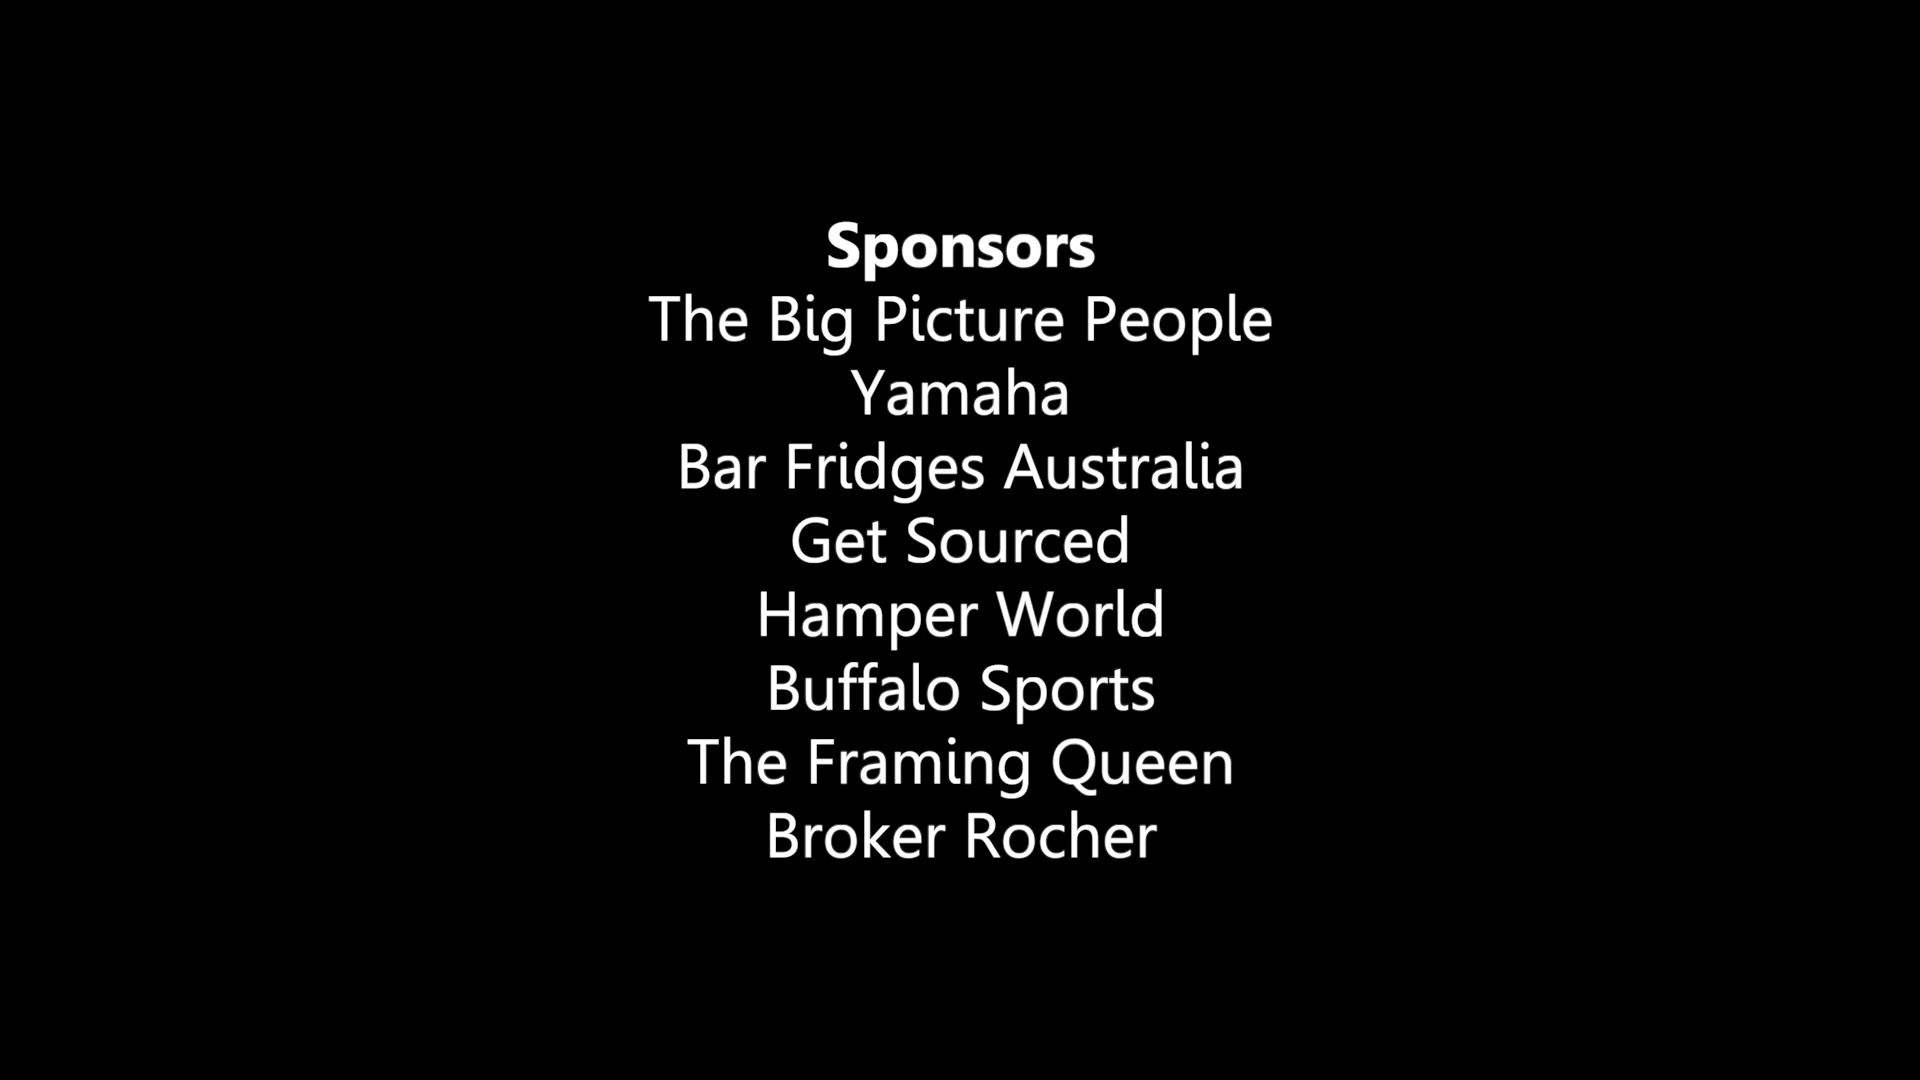 Sponsors
The Big Picture People
Yamaha
Bar Fridges Australia
Get Sourced
Hamper World
Buffalo Sports
The Framing Queen
Broker Rocher